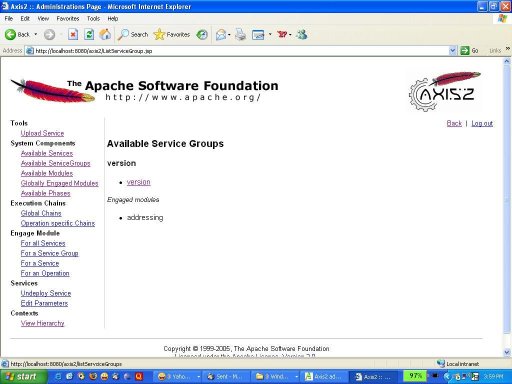 Axis2 :: Administrations Page - Microsoft Internet Explorer
File Edit View Favorites Tools Help
Back Search Favorites
Address http://localhost:8080/axis2/ListServiceGroup.jsp Go Links
The Apache Software Foundation
http://www.apache.org/
AXIS2
Back | Log out
Tools
Upload Service
System Components
Available Services
Available ServiceGroups
Available Modules
Globally Engaged Modules
Available Phases
Execution Chains
Global Chains
Operation specific Chains
Engage Module
For all Services
For a Service Group
For a Service
For an Operation
Services
Undeploy Service
Edit Parameters
Contexts
View Hierarchy
Available Service Groups
version
version
Engaged modules
addressing
Copyright © 1999-2005, The Apache Software Foundation
Licensed under the Apache License, Version 2.0
http://localhost:8080/axis2/listServciceGroups Local intranet
start 3 Yaho... Sent - M... 3 Wind... Axis2 ad... Axis2 :: ... 97% 3:59 PM